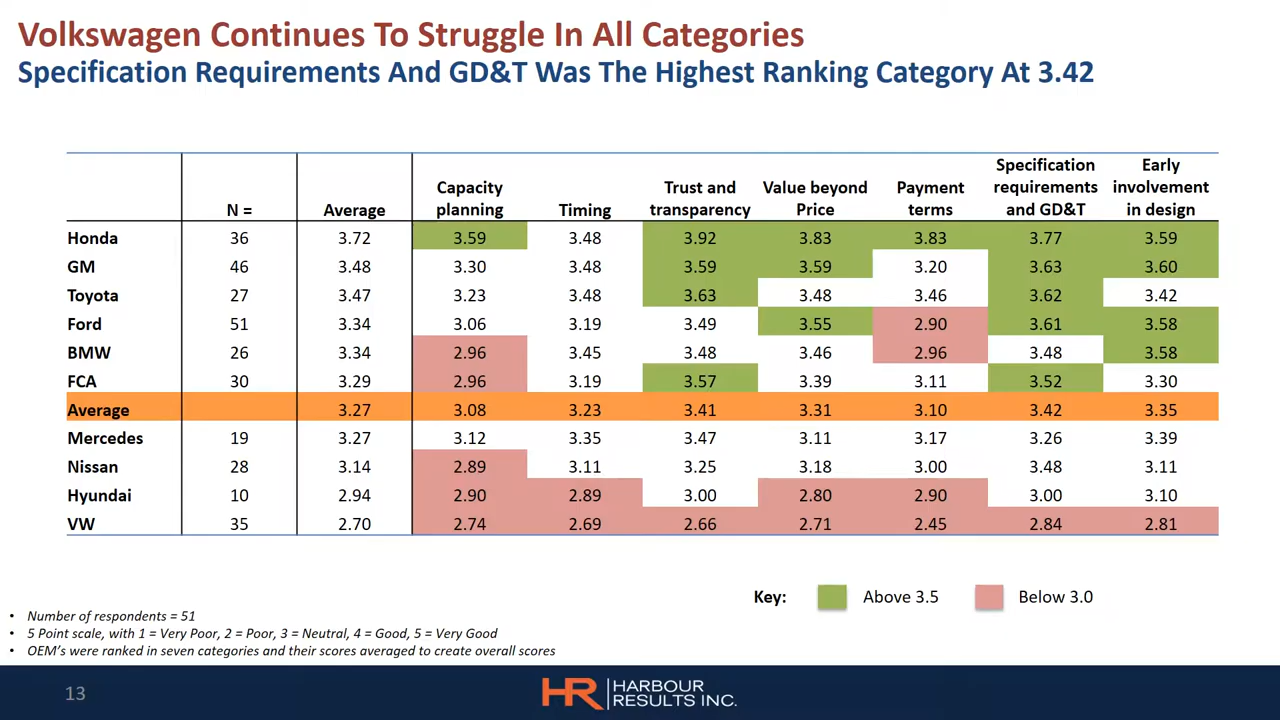 Volkswagen Continues To Struggle In All Categories
Specification Requirements And GD&T Was The Highest Ranking Category At 3.42
N = Average Capacity planning Timing Trust and transparency Value beyond Price Payment terms Specification requirements and GD&T Early involvement in design
Honda 36 3.72 3.59 3.48 3.92 3.83 3.83 3.77 3.59
GM 46 3.48 3.30 3.48 3.59 3.59 3.20 3.63 3.60
Toyota 27 3.47 3.23 3.48 3.63 3.48 3.46 3.62 3.42
Ford 51 3.34 3.06 3.19 3.49 3.55 2.90 3.61 3.58
BMW 26 3.34 2.96 3.45 3.48 3.46 2.96 3.48 3.58
FCA 30 3.29 2.96 3.19 3.57 3.39 3.11 3.52 3.30
Average 3.27 3.08 3.23 3.41 3.31 3.10 3.42 3.35
Mercedes 19 3.27 3.12 3.35 3.47 3.11 3.17 3.26 3.39
Nissan 28 3.14 2.89 3.11 3.25 3.18 3.00 3.48 3.11
Hyundai 10 2.94 2.90 2.89 3.00 2.80 2.90 3.00 3.10
VW 35 2.70 2.74 2.69 2.66 2.71 2.45 2.84 2.81
Key: Above 3.5 Below 3.0
• Number of respondents = 51
• 5 Point scale, with 1 = Very Poor, 2 = Poor, 3 = Neutral, 4 = Good, 5 = Very Good
• OEM's were ranked in seven categories and their scores averaged to create overall scores
13
HR HARBOUR
RESULTS INC.